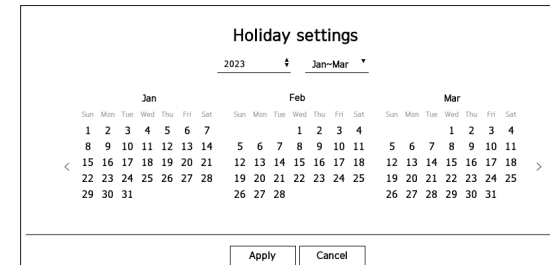 Holiday settings
2023 Jan~Mar
Jan Feb Mar
Sun Mon Tue Wed Thu Fri Sat Sun Mon Tue Wed Thu Fri Sat Sun Mon Tue Wed Thu Fri Sat
1 2 3 4 5 6 7 1 2 3 4 1 2 3 4
8 9 10 11 12 13 14 5 6 7 8 9 10 11 5 6 7 8 9 10 11
15 16 17 18 19 20 21 12 13 14 15 16 17 18 12 13 14 15 16 17 18
22 23 24 25 26 27 28 19 20 21 22 23 24 25 19 20 21 22 23 24 25
29 30 31 26 27 28 26 27 28 29 30 31
Apply Cancel